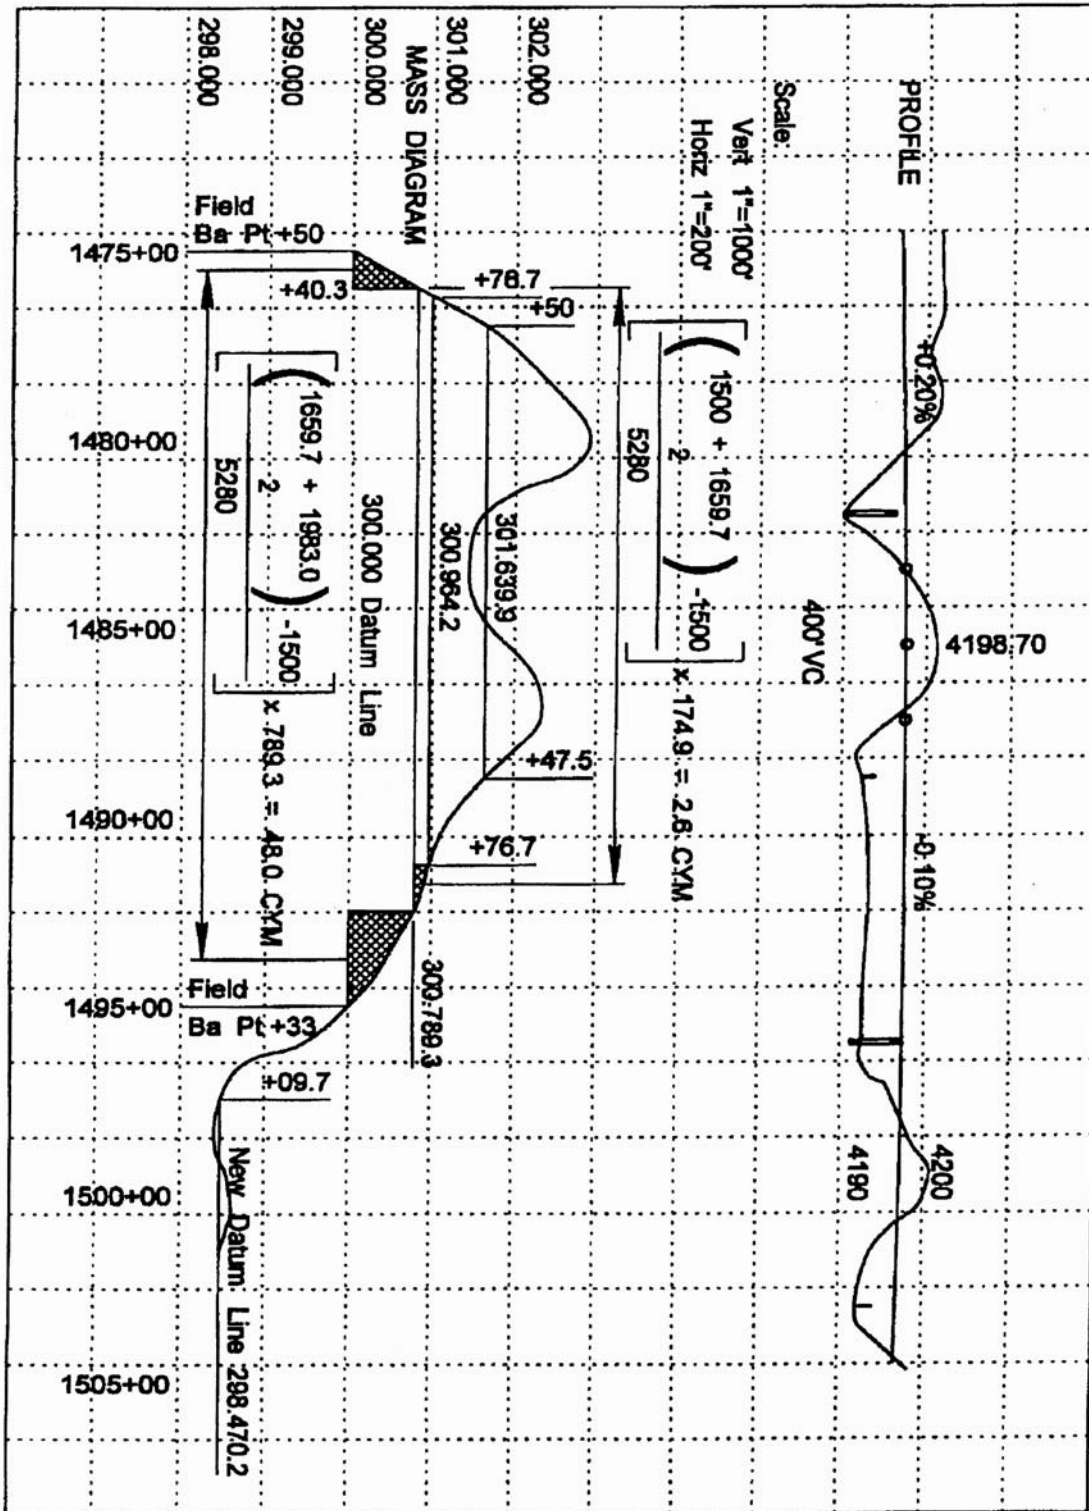 PROFILE
+0.20%
4198.70
400' VC
-0.10%
4200
4190
Scale:
Vert 1"=1000'
Horiz 1"=200'
( 1500 + 1659.7
2 ) -1500
5280
x 174.9 = 2.6 CYM
302.000
301.000
300.000
299.000
298.000
MASS DIAGRAM
+76.7
+50
301.639.9
300.964.2
+47.5
+76.7
300.789.3
300.000 Datum Line
+40.3
( 1659.7 + 1983.0
2 ) -1500
5280
x 789.3 = 48.0 CYM
Field
Ba Pt +50
Field
Ba Pt +33
+09.7
New Datum Line 298.470.2
1475+00
1480+00
1485+00
1490+00
1495+00
1500+00
1505+00